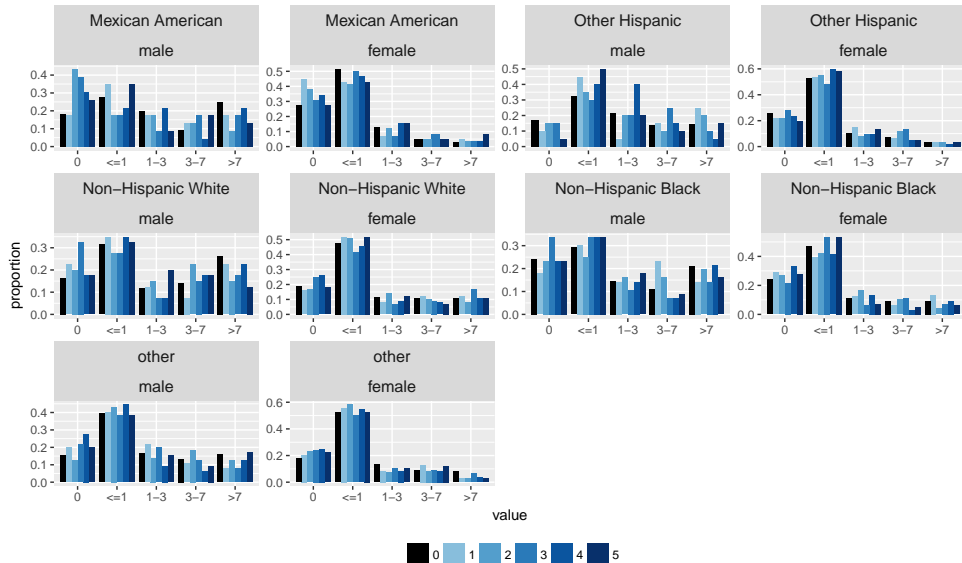 Mexican American Mexican American Other Hispanic Other Hispanic
male female male female
0.4 0.3 0.2 0.1 0.0
0.5 0.4 0.3 0.2 0.1 0.0
0.5 0.4 0.3 0.2 0.1 0.0
0.6 0.4 0.2 0.0
0 <=1 1−3 3−7 >7 0 <=1 1−3 3−7 >7 0 <=1 1−3 3−7 >7 0 <=1 1−3 3−7 >7
Non−Hispanic White Non−Hispanic White Non−Hispanic Black Non−Hispanic Black
male female male female
proportion
0.3 0.2 0.1 0.0
0.5 0.4 0.3 0.2 0.1 0.0
0.3 0.2 0.1 0.0
0.4 0.2 0.0
0 <=1 1−3 3−7 >7 0 <=1 1−3 3−7 >7 0 <=1 1−3 3−7 >7 0 <=1 1−3 3−7 >7
other other
male female
0.4 0.3 0.2 0.1 0.0
0.6 0.4 0.2 0.0
0 <=1 1−3 3−7 >7 0 <=1 1−3 3−7 >7
value
0 1 2 3 4 5